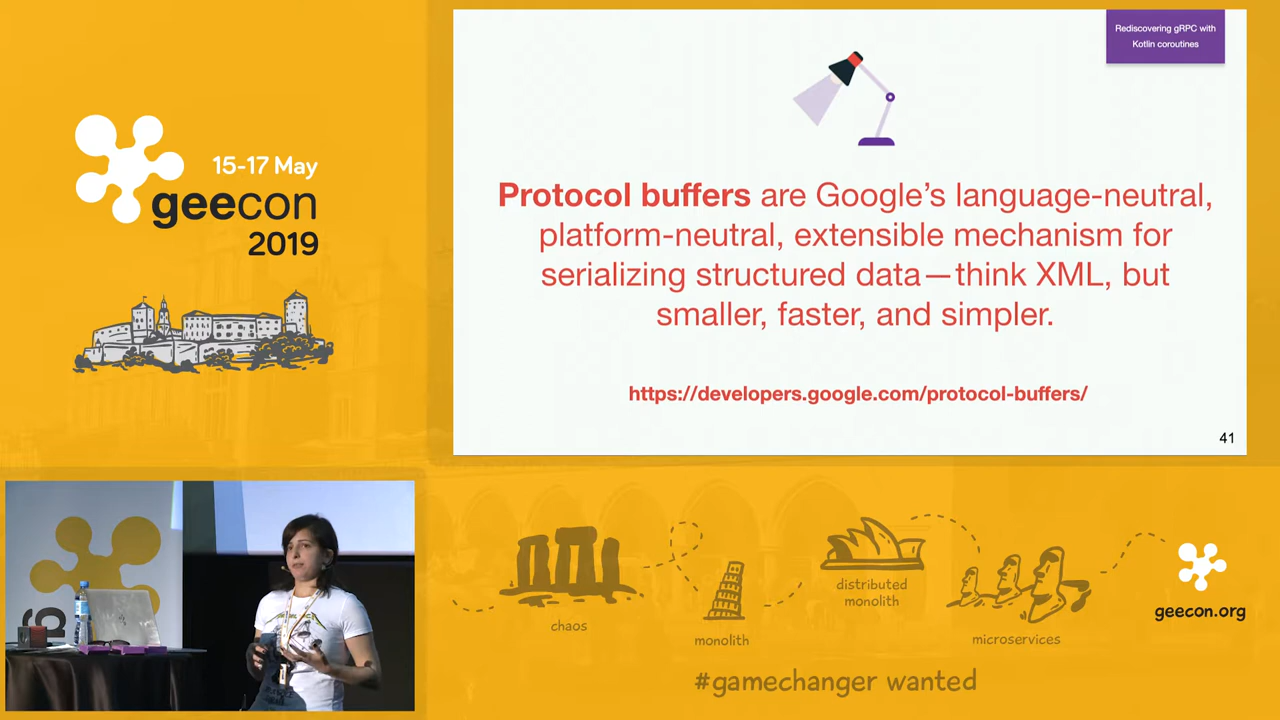 15-17 May
geecon
2019
Rediscovering gRPC with
Kotlin coroutines
Protocol buffers are Google’s language-neutral,
platform-neutral, extensible mechanism for
serializing structured data—think XML, but
smaller, faster, and simpler.
https://developers.google.com/protocol-buffers/
41
chaos
monolith
distributed
monolith
microservices
geecon.org
#gamechanger wanted